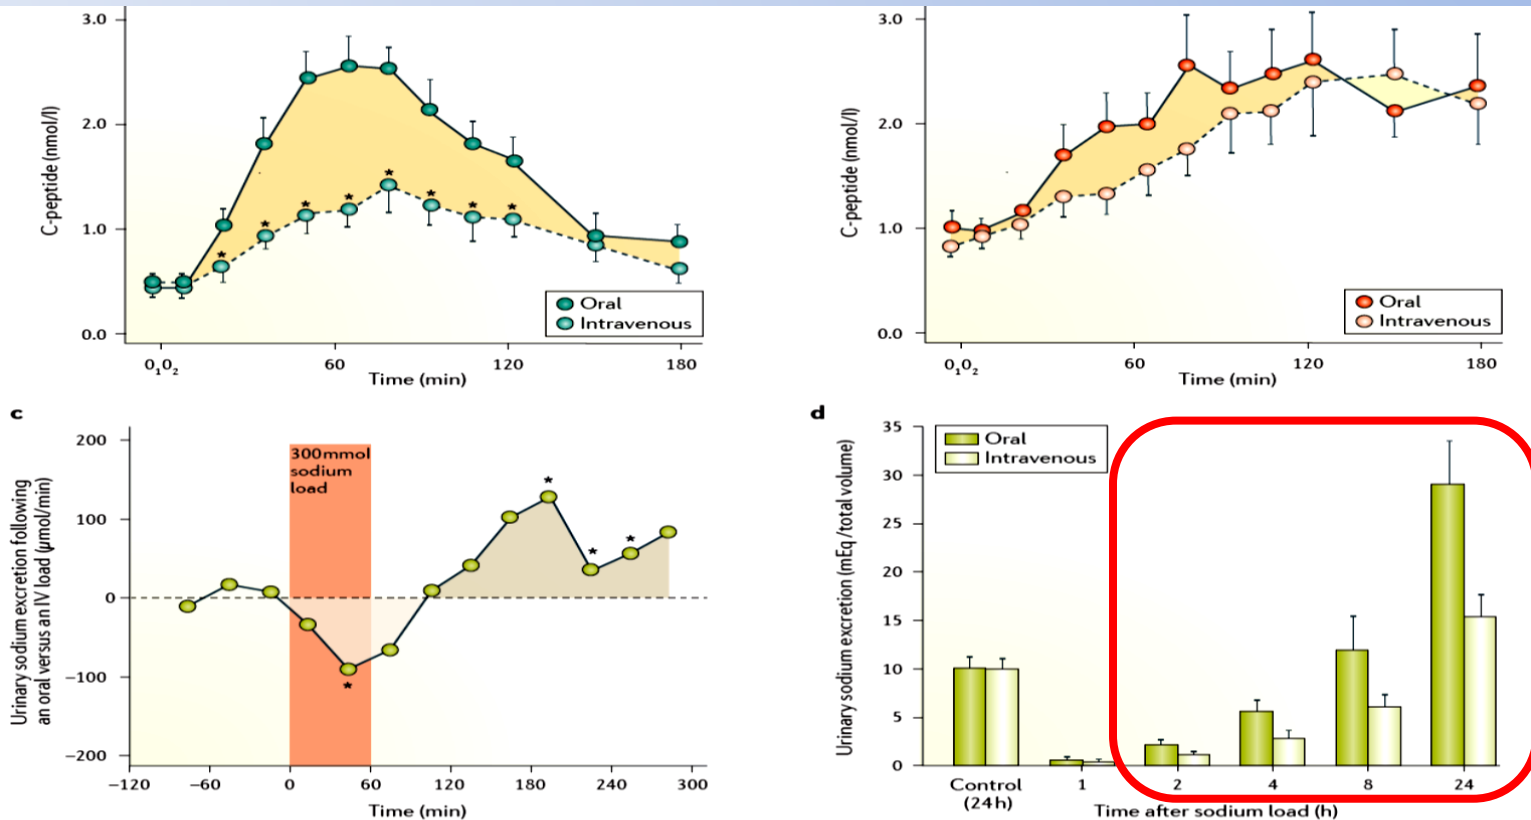 3.0
2.0
1.0
0.0
C-peptide (nmol/l)
0₁0₂
60
120
180
Time (min)
Oral
Intravenous
3.0
2.0
1.0
0.0
C-peptide (nmol/l)
0₁0₂
60
120
180
Time (min)
Oral
Intravenous
c
200
100
0
−100
−200
Urinary sodium excretion following
an oral versus an IV load (µmol/min)
300 mmol
sodium
load
* * * *
−120
−60
0
60
120
180
240
300
Time (min)
d
35
30
25
20
15
10
5
0
Urinary sodium excretion (mEq/total volume)
Oral
Intravenous
Control
(24h)
1
2
4
8
24
Time after sodium load (h)